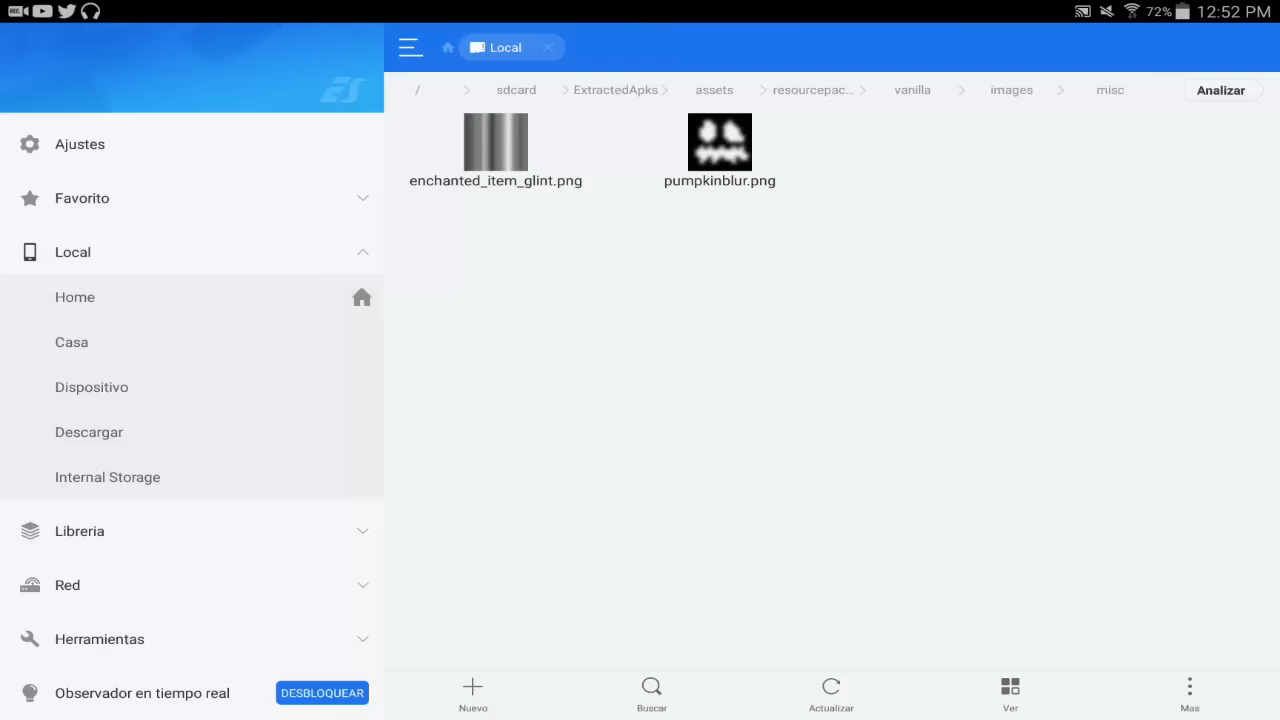 REC
72% 12:52 PM
ES
Local
/ sdcard ExtractedApks assets resourcepac... vanilla images misc
Analizar
Ajustes
Favorito
Local
Home
Casa
Dispositivo
Descargar
Internal Storage
Libreria
Red
Herramientas
Observador en tiempo real
DESBLOQUEAR
enchanted_item_glint.png
pumpkinblur.png
Nuevo
Buscar
Actualizar
Ver
Mas